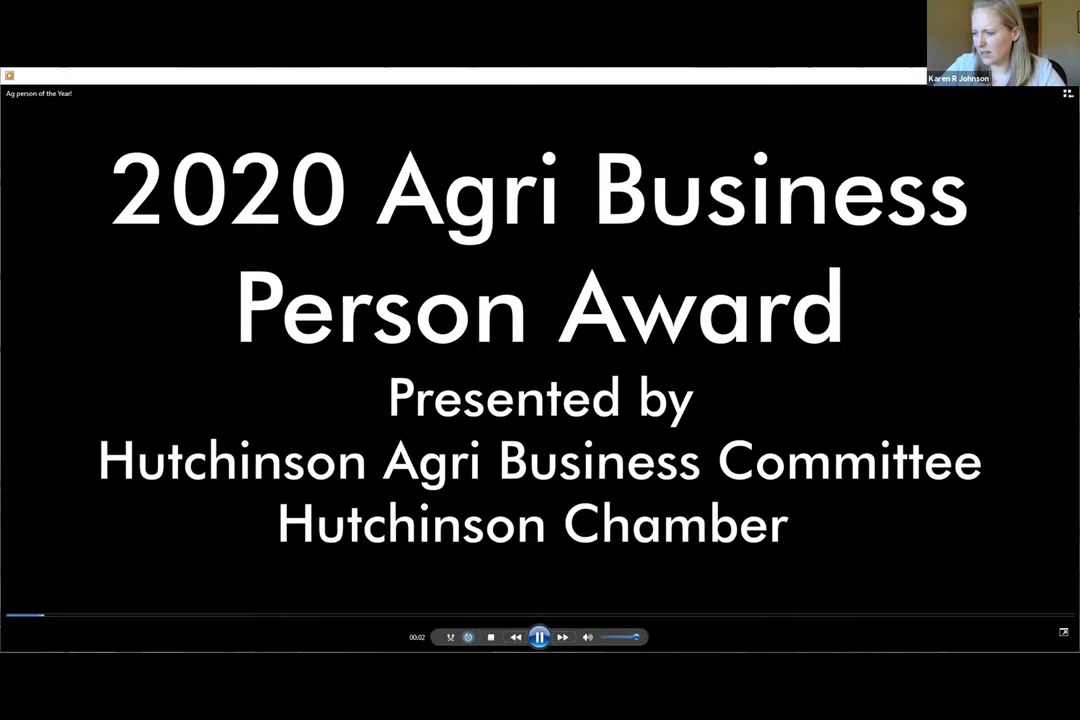 Karen R Johnson
Ag person of the Year!
2020 Agri Business
Person Award
Presented by
Hutchinson Agri Business Committee
Hutchinson Chamber
00:02